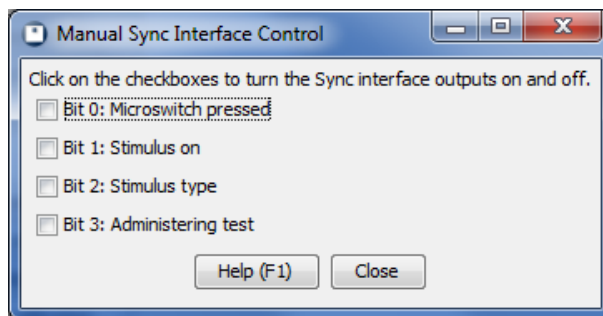 Manual Sync Interface Control
Click on the checkboxes to turn the Sync interface outputs on and off.
Bit 0: Microswitch pressed
Bit 1: Stimulus on
Bit 2: Stimulus type
Bit 3: Administering test
Help (F1) Close